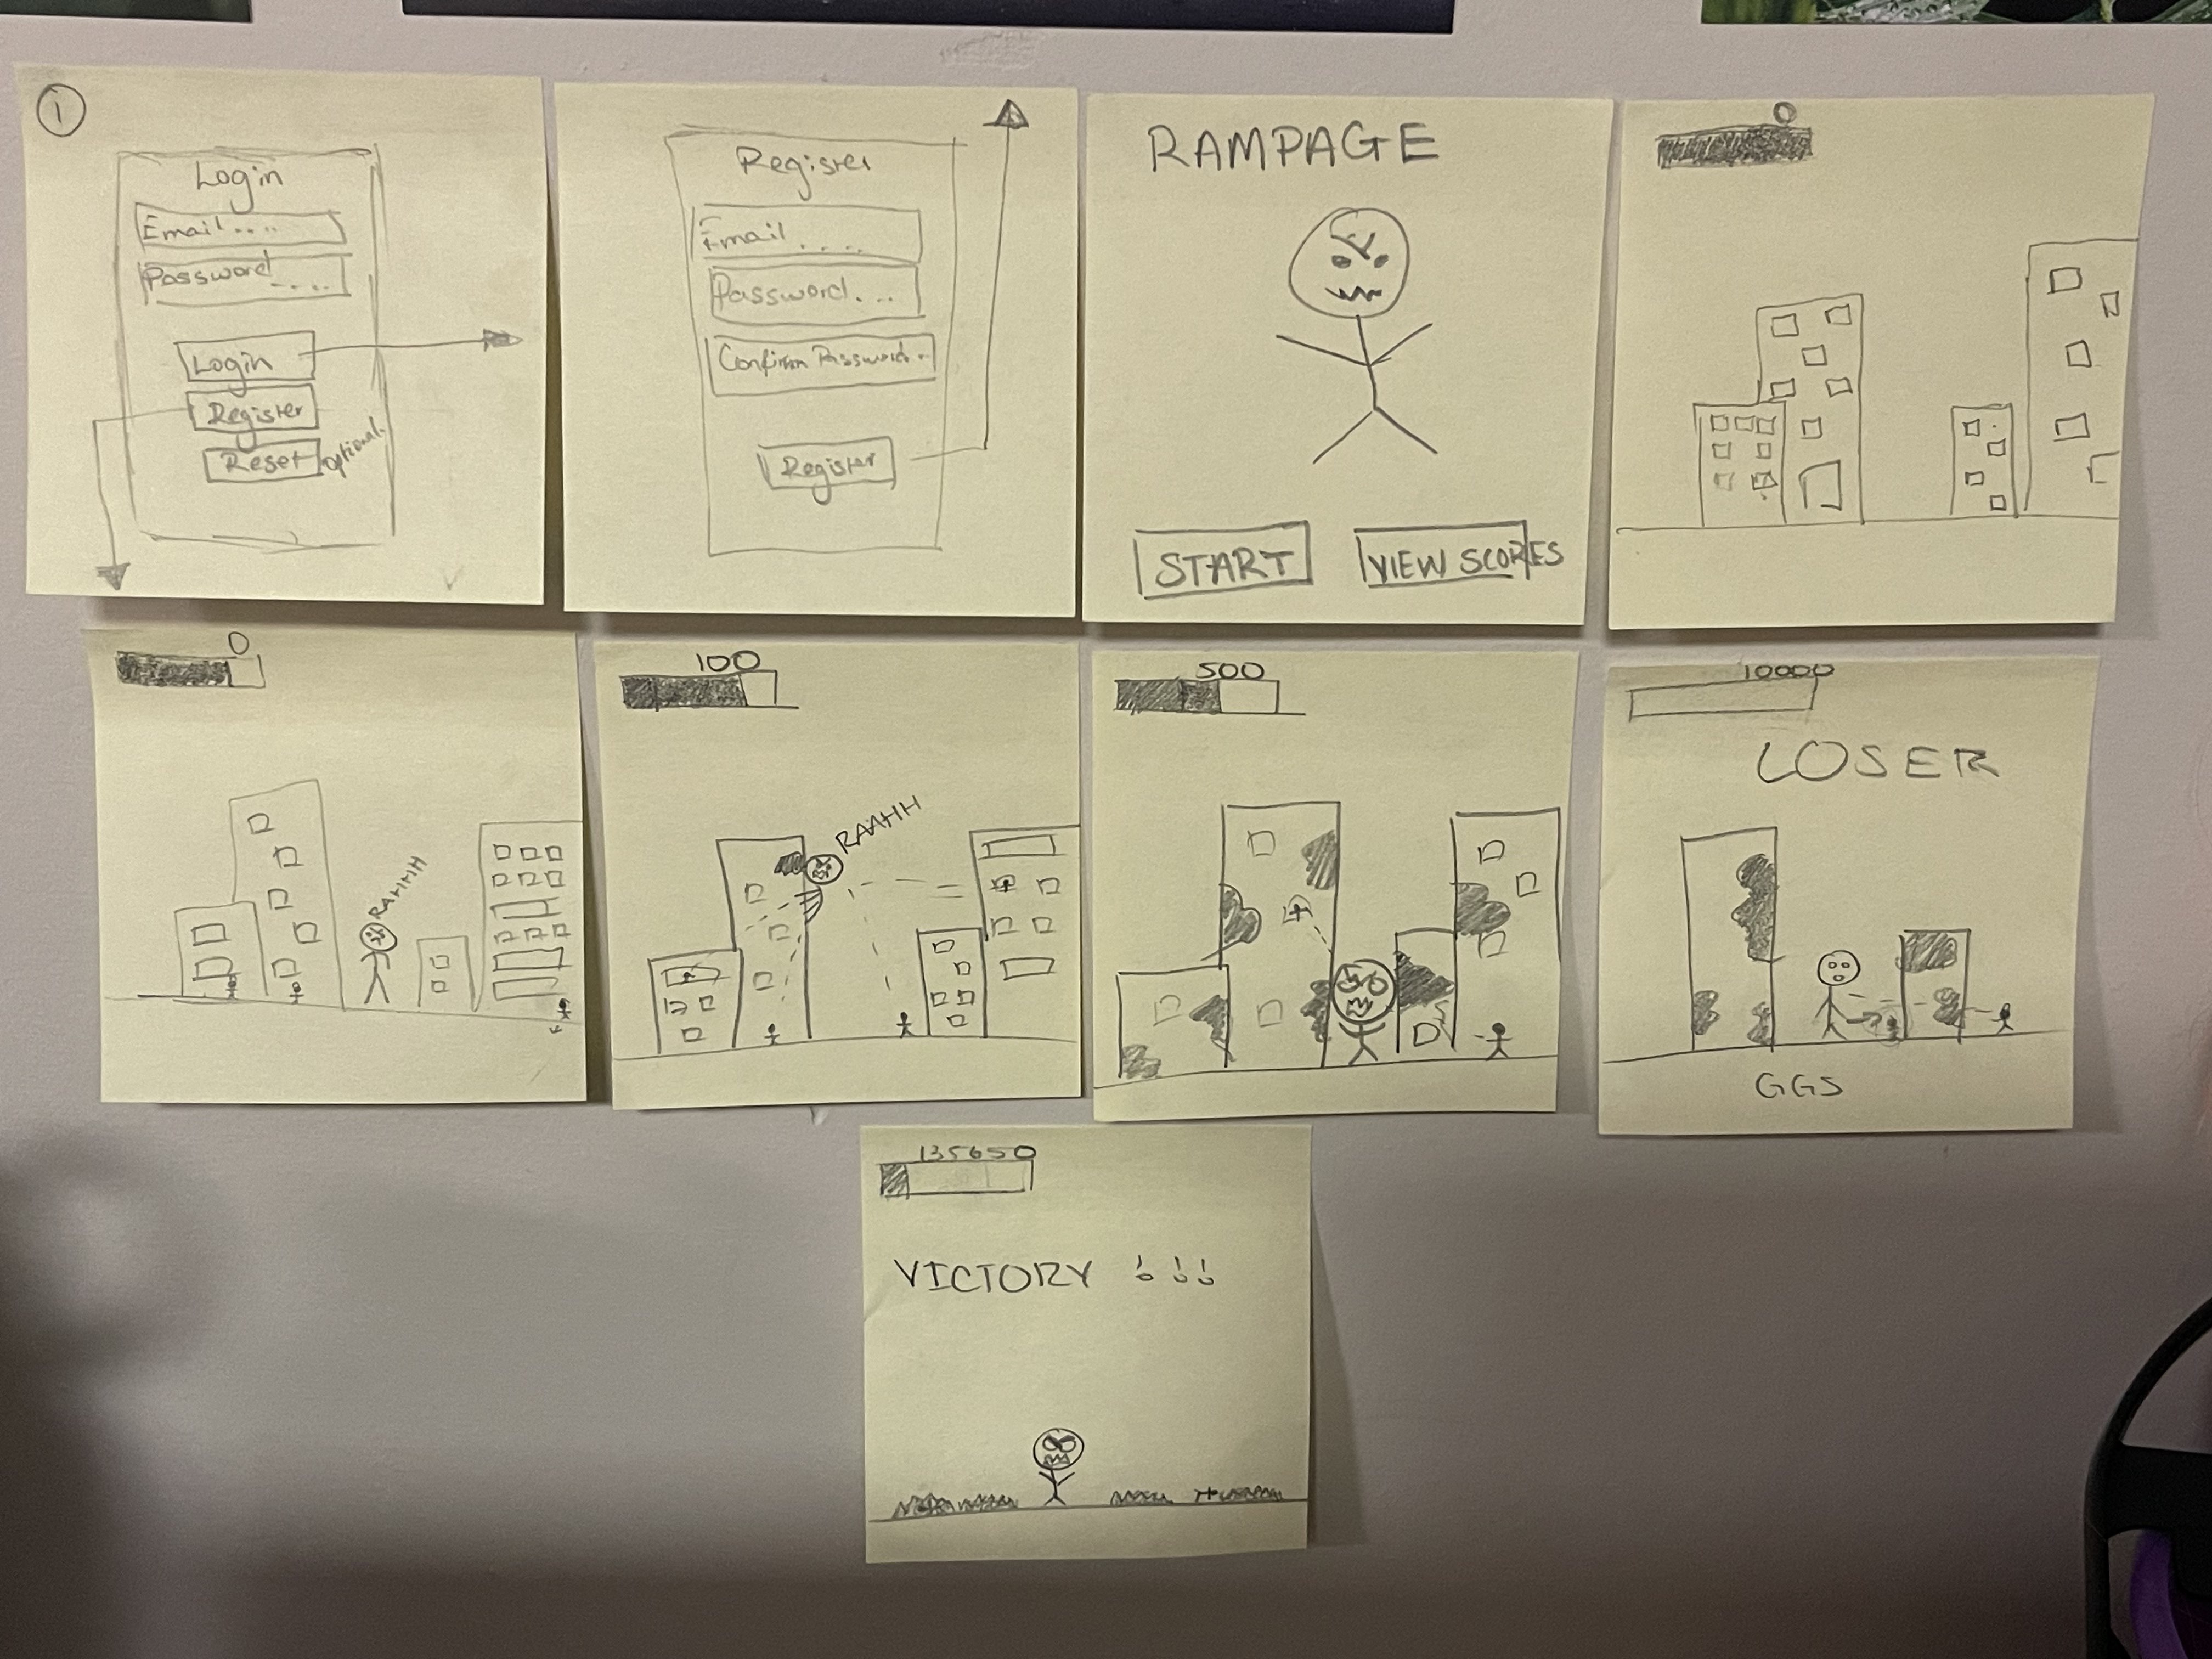 1
Login
Email....
Password....
Login
Register
Reset
optional.
Register
Email....
Password...
Confirm Password..
Register
RAMPAGE
START
VIEW SCORES
0
0
RAHHH
100
RAAHH
500
10000
LOSER
GGS
135650
VICTORY !!!